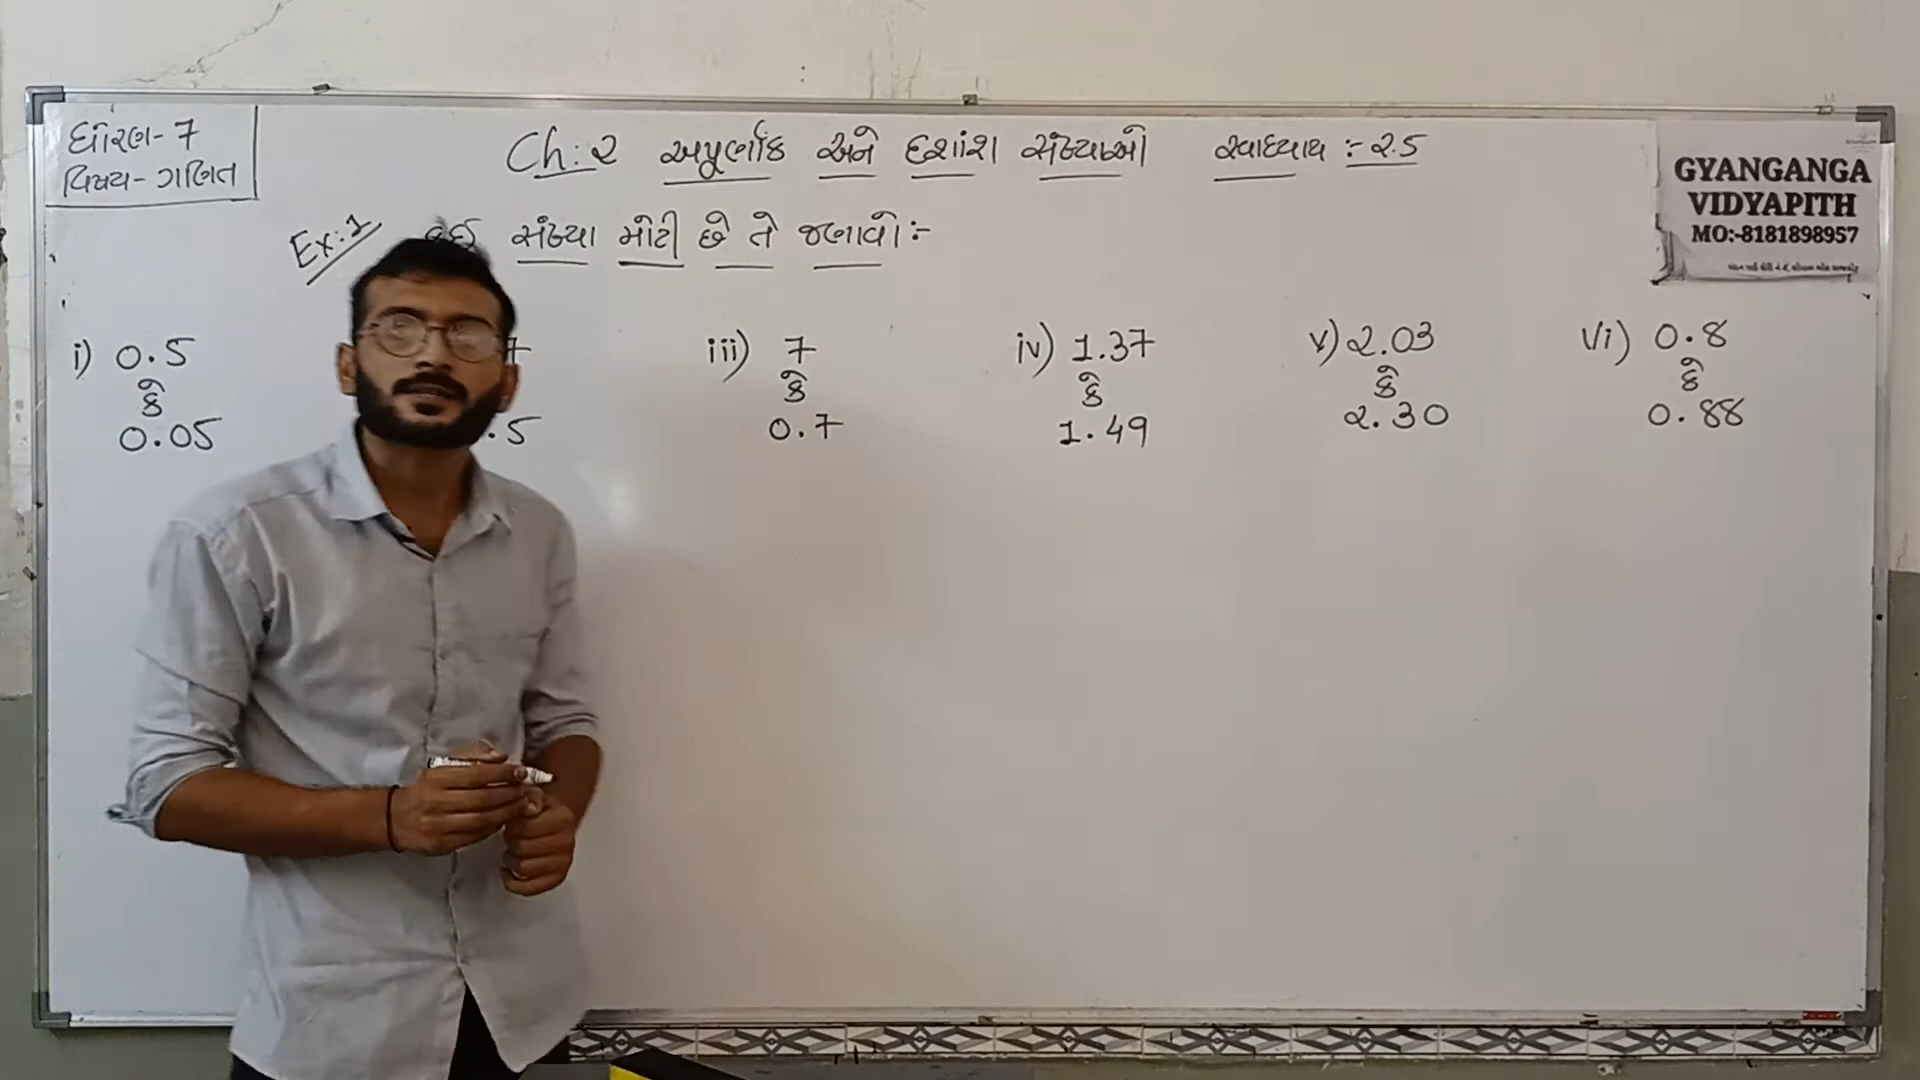 ધોરણ-7
વિષય- ગણિત
Ch:૨ અપૂર્ણાંક અને દશાંશ સંખ્યાઓ સ્વાધ્યાય :- ૨.5
GYANGANGA
VIDYAPITH
MO:-8181898957
Ex:1 કઈ સંખ્યા મોટી છે તે જણાવો:-
i) 0.5
કે
0.05
7
.5
iii) 7
કે
0.7
iv) 1.37
કે
1.49
v) ૨.03
કે
૨.30
vi) 0.8
કે
0.88